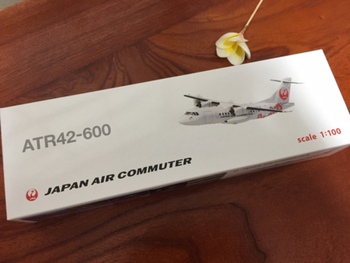 ATR42-600
scale 1:100
JAPAN AIR COMMUTER